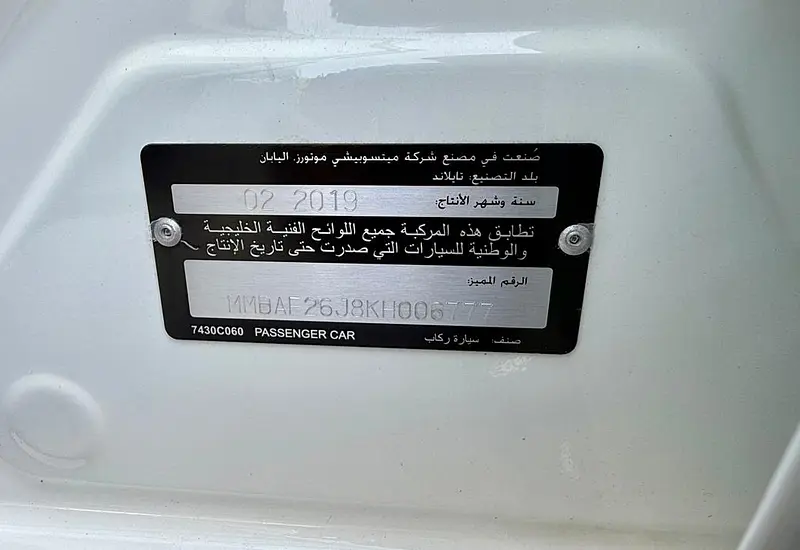 صُنعت في مصنع شركة ميتسوبيشي موتورز، اليابان
بلد التصنيع: تايلاند
سنة وشهر الأنتاج: 02 2019
تطابق هذه المركبة جميع اللوائح الفنية الخليجية
والوطنية للسيارات التي صدرت حتى تاريخ الإنتاج
الرقم المميز:
MMBAF26J8KH006777
صنف: سيارة ركاب PASSENGER CAR 7430C060